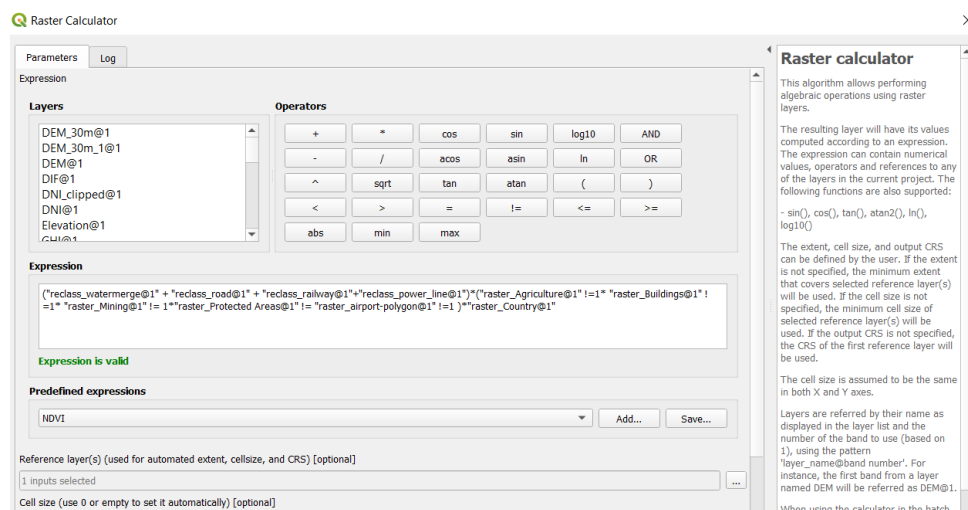 Raster Calculator
Parameters
Log
Expression
Layers
DEM_30m@1
DEM_30m_1@1
DEM@1
DIF@1
DNI_clipped@1
DNI@1
Elevation@1
GHI@1
Operators
+ * cos sin log10 AND
- / acos asin ln OR
^ sqrt tan atan ( )
< > = != <= >=
abs min max
Expression
("reclass_watermerge@1" + "reclass_road@1" + "reclass_railway@1"+"reclass_power_line@1")*("raster_Agriculture@1" !=1* "raster_Buildings@1" !
=1* "raster_Mining@1" != 1*"raster_Protected Areas@1" != "raster_airport-polygon@1" !=1 )*"raster_Country@1"
Expression is valid
Predefined expressions
NDVI
Add...
Save...
Reference layer(s) (used for automated extent, cellsize, and CRS) [optional]
1 inputs selected
...
Cell size (use 0 or empty to set it automatically) [optional]
Raster calculator
This algorithm allows performing
algebraic operations using raster
layers.
The resulting layer will have its values
computed according to an expression.
The expression can contain numerical
values, operators and references to any
of the layers in the current project. The
following functions are also supported:
- sin(), cos(), tan(), atan2(), ln(),
log10()
The extent, cell size, and output CRS
can be defined by the user. If the extent
is not specified, the minimum extent
that covers selected reference layer(s)
will be used. If the cell size is not
specified, the minimum cell size of
selected reference layer(s) will be
used. If the output CRS is not specified,
the CRS of the first reference layer will
be used.
The cell size is assumed to be the same
in both X and Y axes.
Layers are referred by their name as
displayed in the layer list and the
number of the band to use (based on
1), using the pattern
'layer_name@band number'. For
instance, the first band from a layer
named DEM will be referred as DEM@1.
When using the calculator in the batch